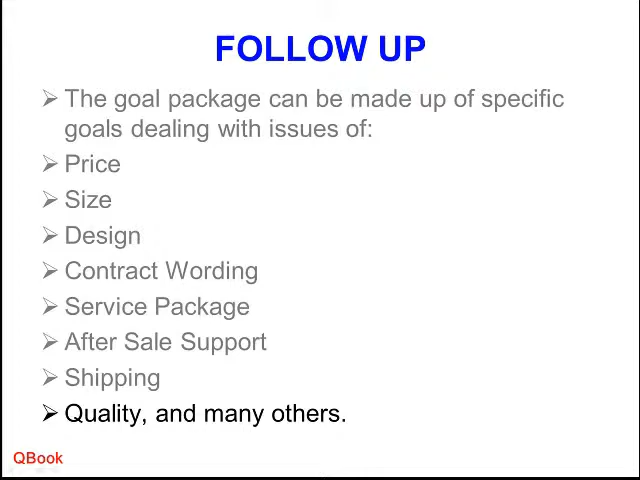 FOLLOW UP
The goal package can be made up of specific
goals dealing with issues of:
Price
Size
Design
Contract Wording
Service Package
After Sale Support
Shipping
Quality, and many others.
QBook